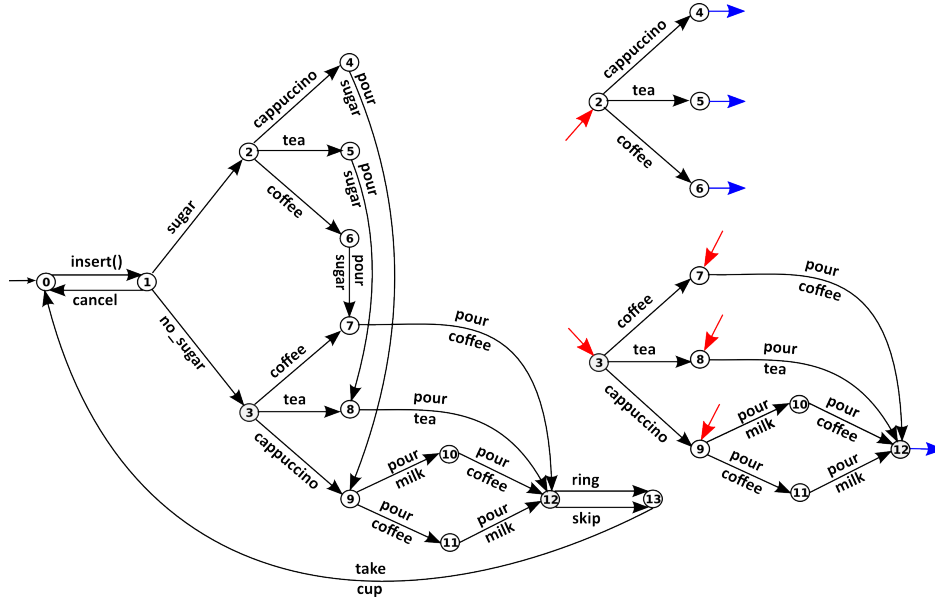 4
cappuccino
2
tea
5
coffee
6
4
pour
sugar
cappuccino
2
tea
5
pour
sugar
coffee
6
pour
sugar
sugar
0
insert()
cancel
1
no_sugar
7
pour
coffee
coffee
3
tea
8
pour
tea
cappuccino
9
pour
milk
10
pour
coffee
pour
coffee
11
pour
milk
12
ring
skip
13
take
cup
7
pour
coffee
coffee
3
tea
8
pour
tea
cappuccino
9
pour
milk
10
pour
coffee
pour
coffee
11
pour
milk
12